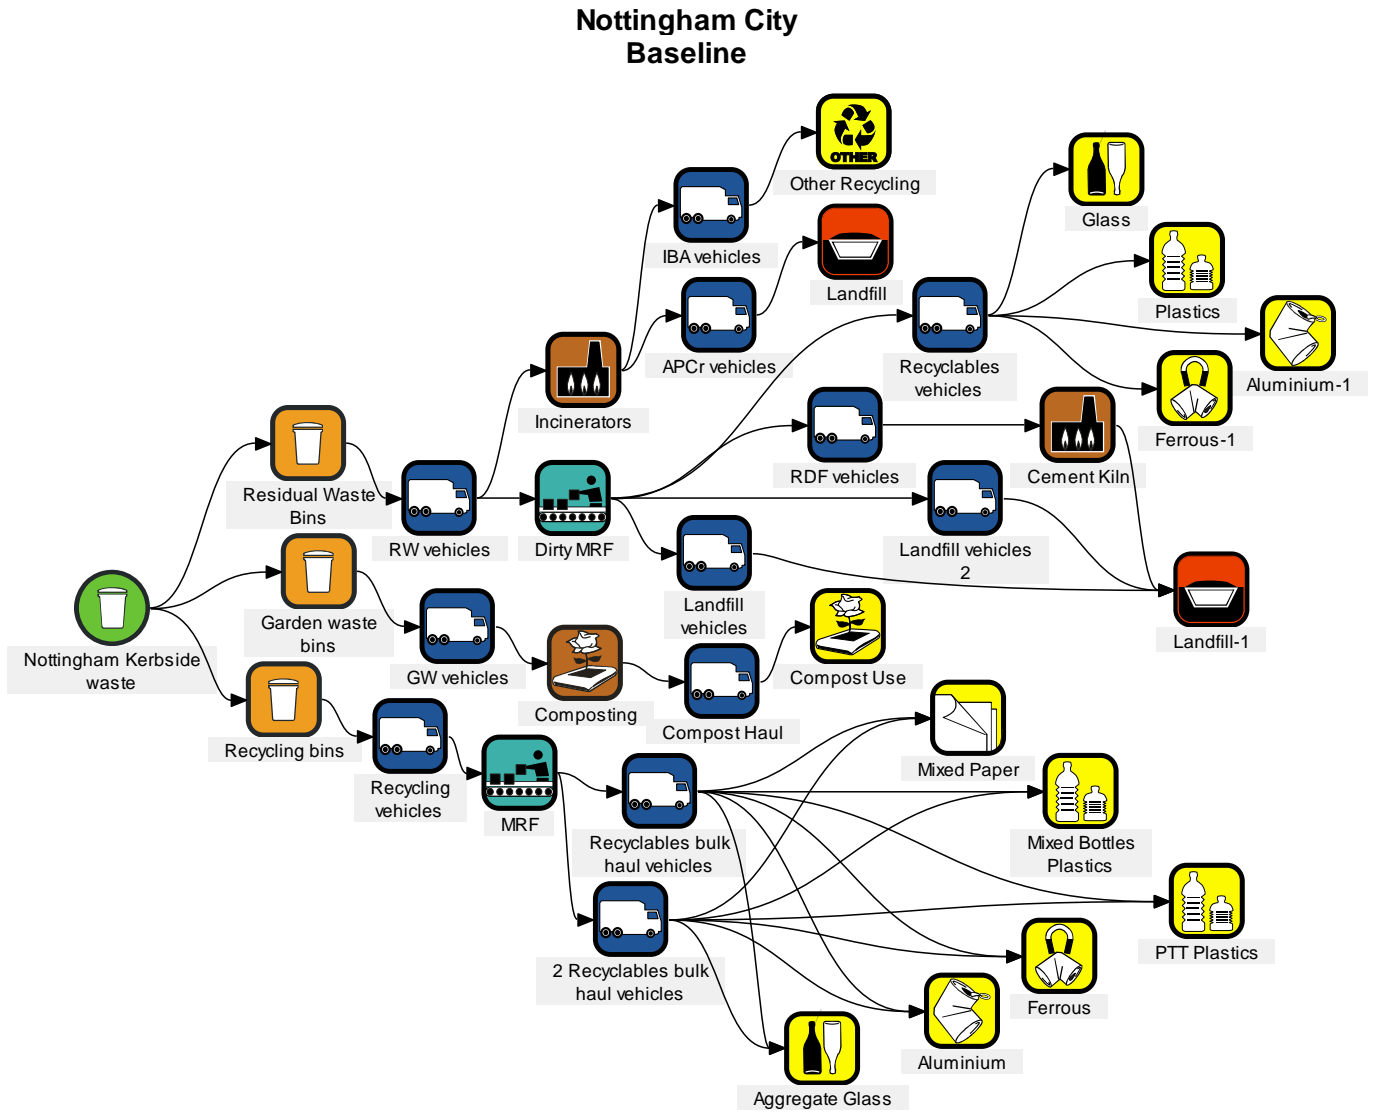 Nottingham City
Baseline
OTHER
Other Recycling
Glass
IBA vehicles
Landfill
Plastics
APCr vehicles
Recyclables
vehicles
Aluminium-1
Incinerators
Ferrous-1
RDF vehicles
Cement Kiln
Residual Waste
Bins
RW vehicles
Dirty MRF
Landfill vehicles
2
Landfill
vehicles
Garden waste
bins
Landfill-1
Nottingham Kerbside
waste
GW vehicles
Composting
Compost Use
Compost Haul
Recycling bins
Mixed Paper
Recycling
vehicles
MRF
Recyclables bulk
haul vehicles
Mixed Bottles
Plastics
PTT Plastics
2 Recyclables bulk
haul vehicles
Ferrous
Aluminium
Aggregate Glass